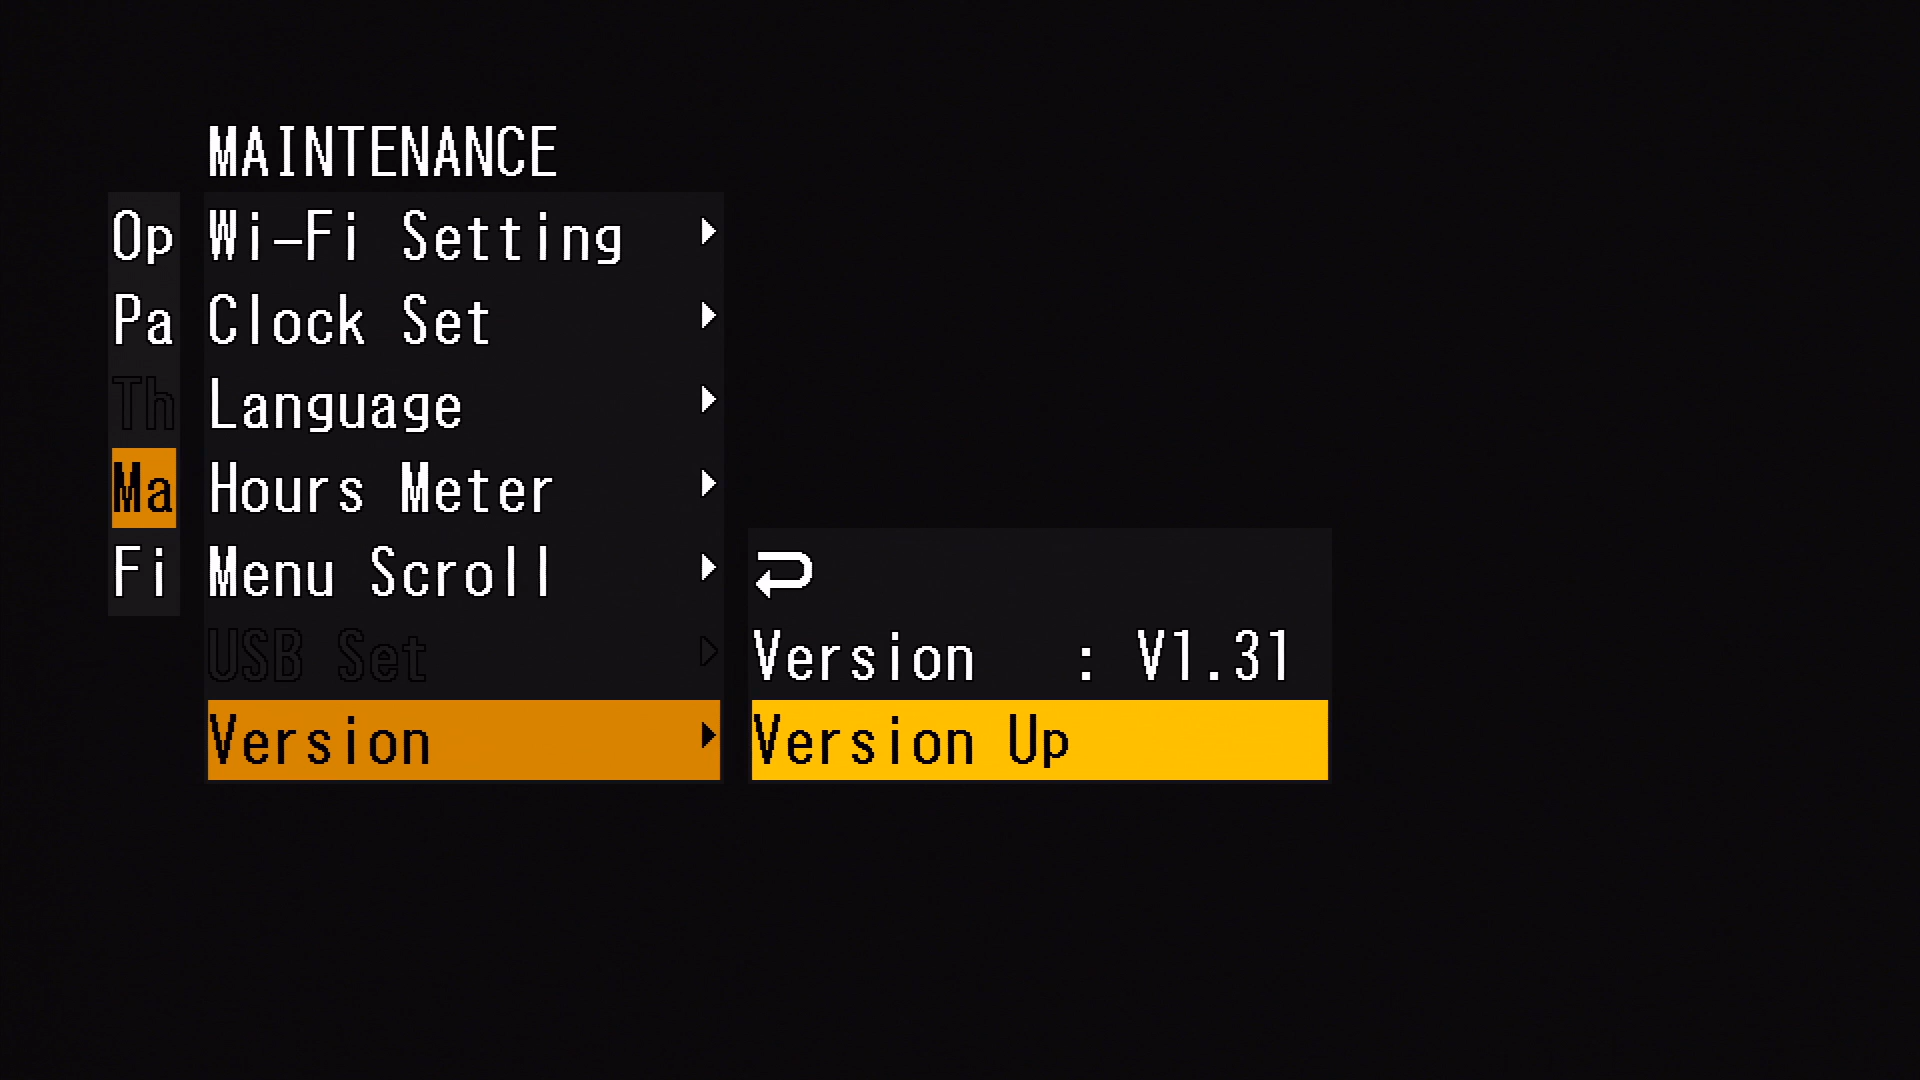 MAINTENANCE
Op
Pa
Th
Ma
Fi
Wi-Fi Setting
Clock Set
Language
Hours Meter
Menu Scroll
USB Set
Version
Version : V1.31
Version Up